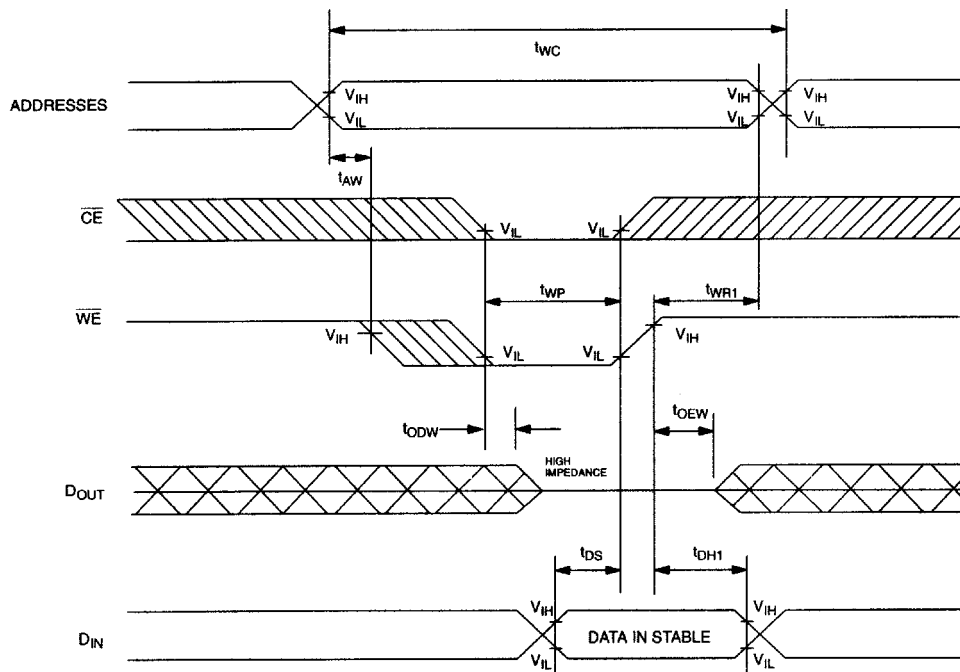 tWC
ADDRESSES
VIH VIH VIH
VIL VIL VIL
tAW
CE
VIL VIL
tWP tWR1
WE
VIH VIH
VIL VIL
tODW tOEW
HIGH
IMPEDANCE
DOUT
tDS tDH1
VIH VIH
DIN DATA IN STABLE
VIL VIL